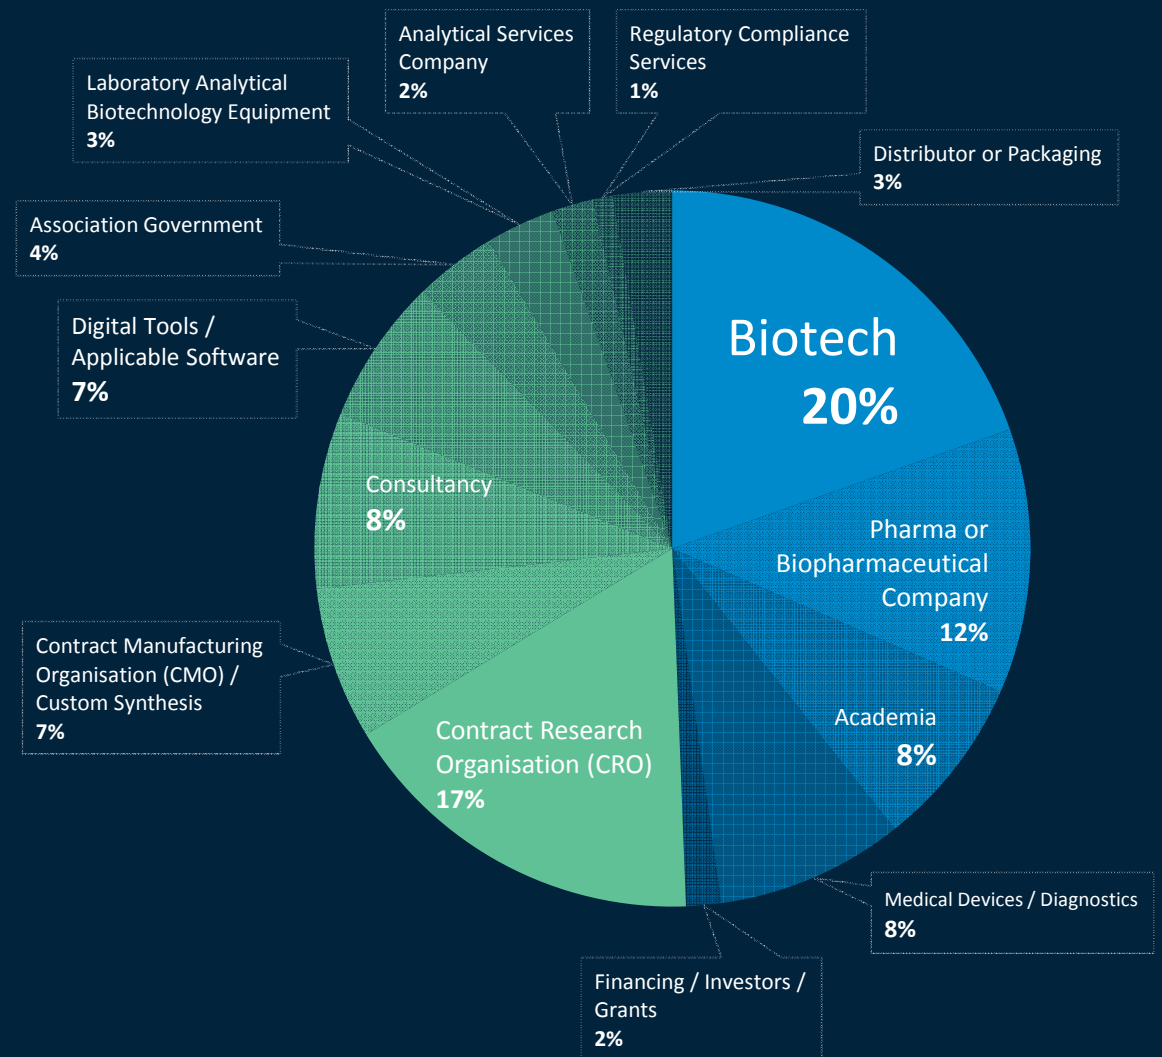 Analytical Services
Company
2%
Regulatory Compliance
Services
1%
Laboratory Analytical
Biotechnology Equipment
3%
Distributor or Packaging
3%
Association Government
4%
Digital Tools /
Applicable Software
7%
Biotech
20%
Consultancy
8%
Pharma or
Biopharmaceutical
Company
12%
Contract Manufacturing
Organisation (CMO) /
Custom Synthesis
7%
Academia
8%
Contract Research
Organisation (CRO)
17%
Medical Devices / Diagnostics
8%
Financing / Investors /
Grants
2%